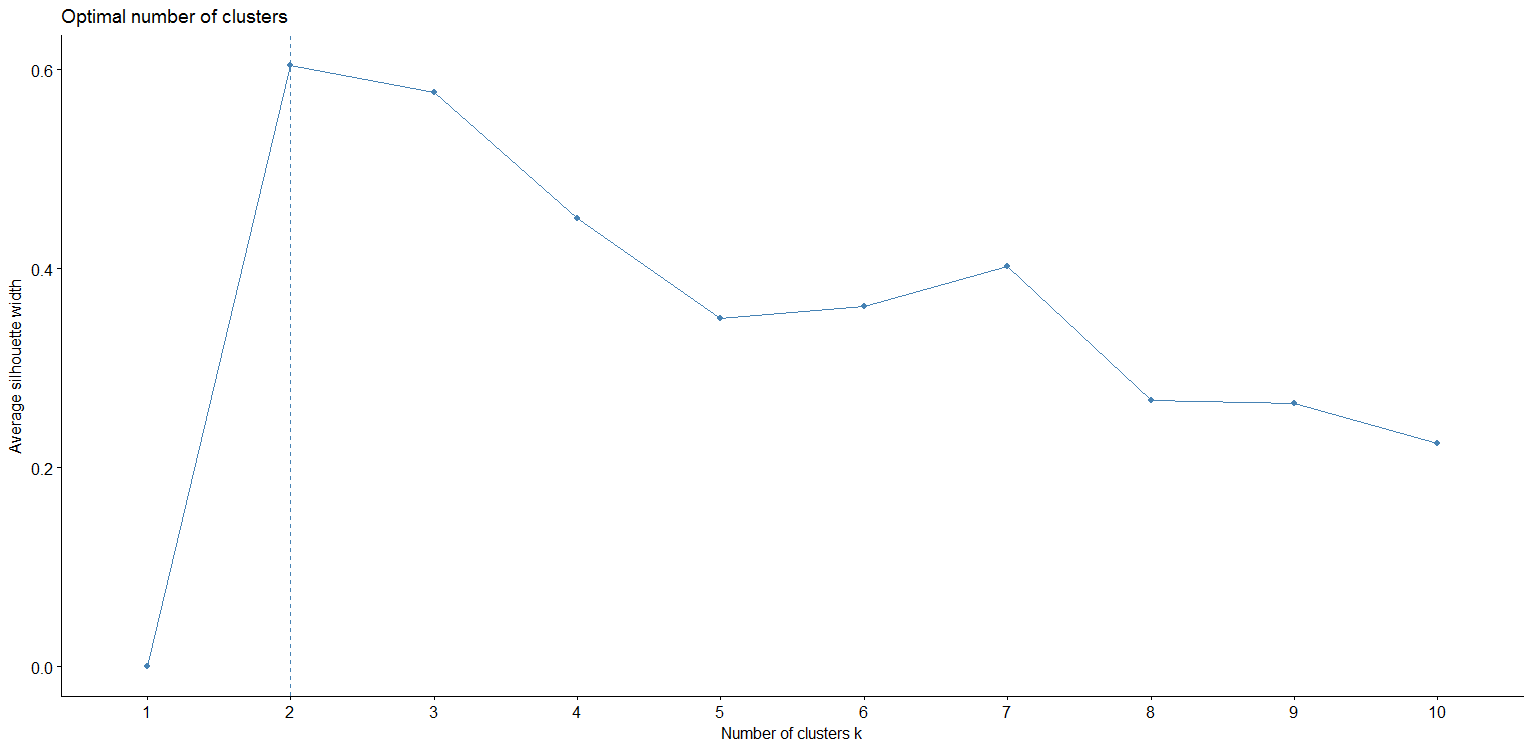 Optimal number of clusters
Average silhouette width
0.6
0.4
0.2
0.0
1 2 3 4 5 6 7 8 9 10
Number of clusters k